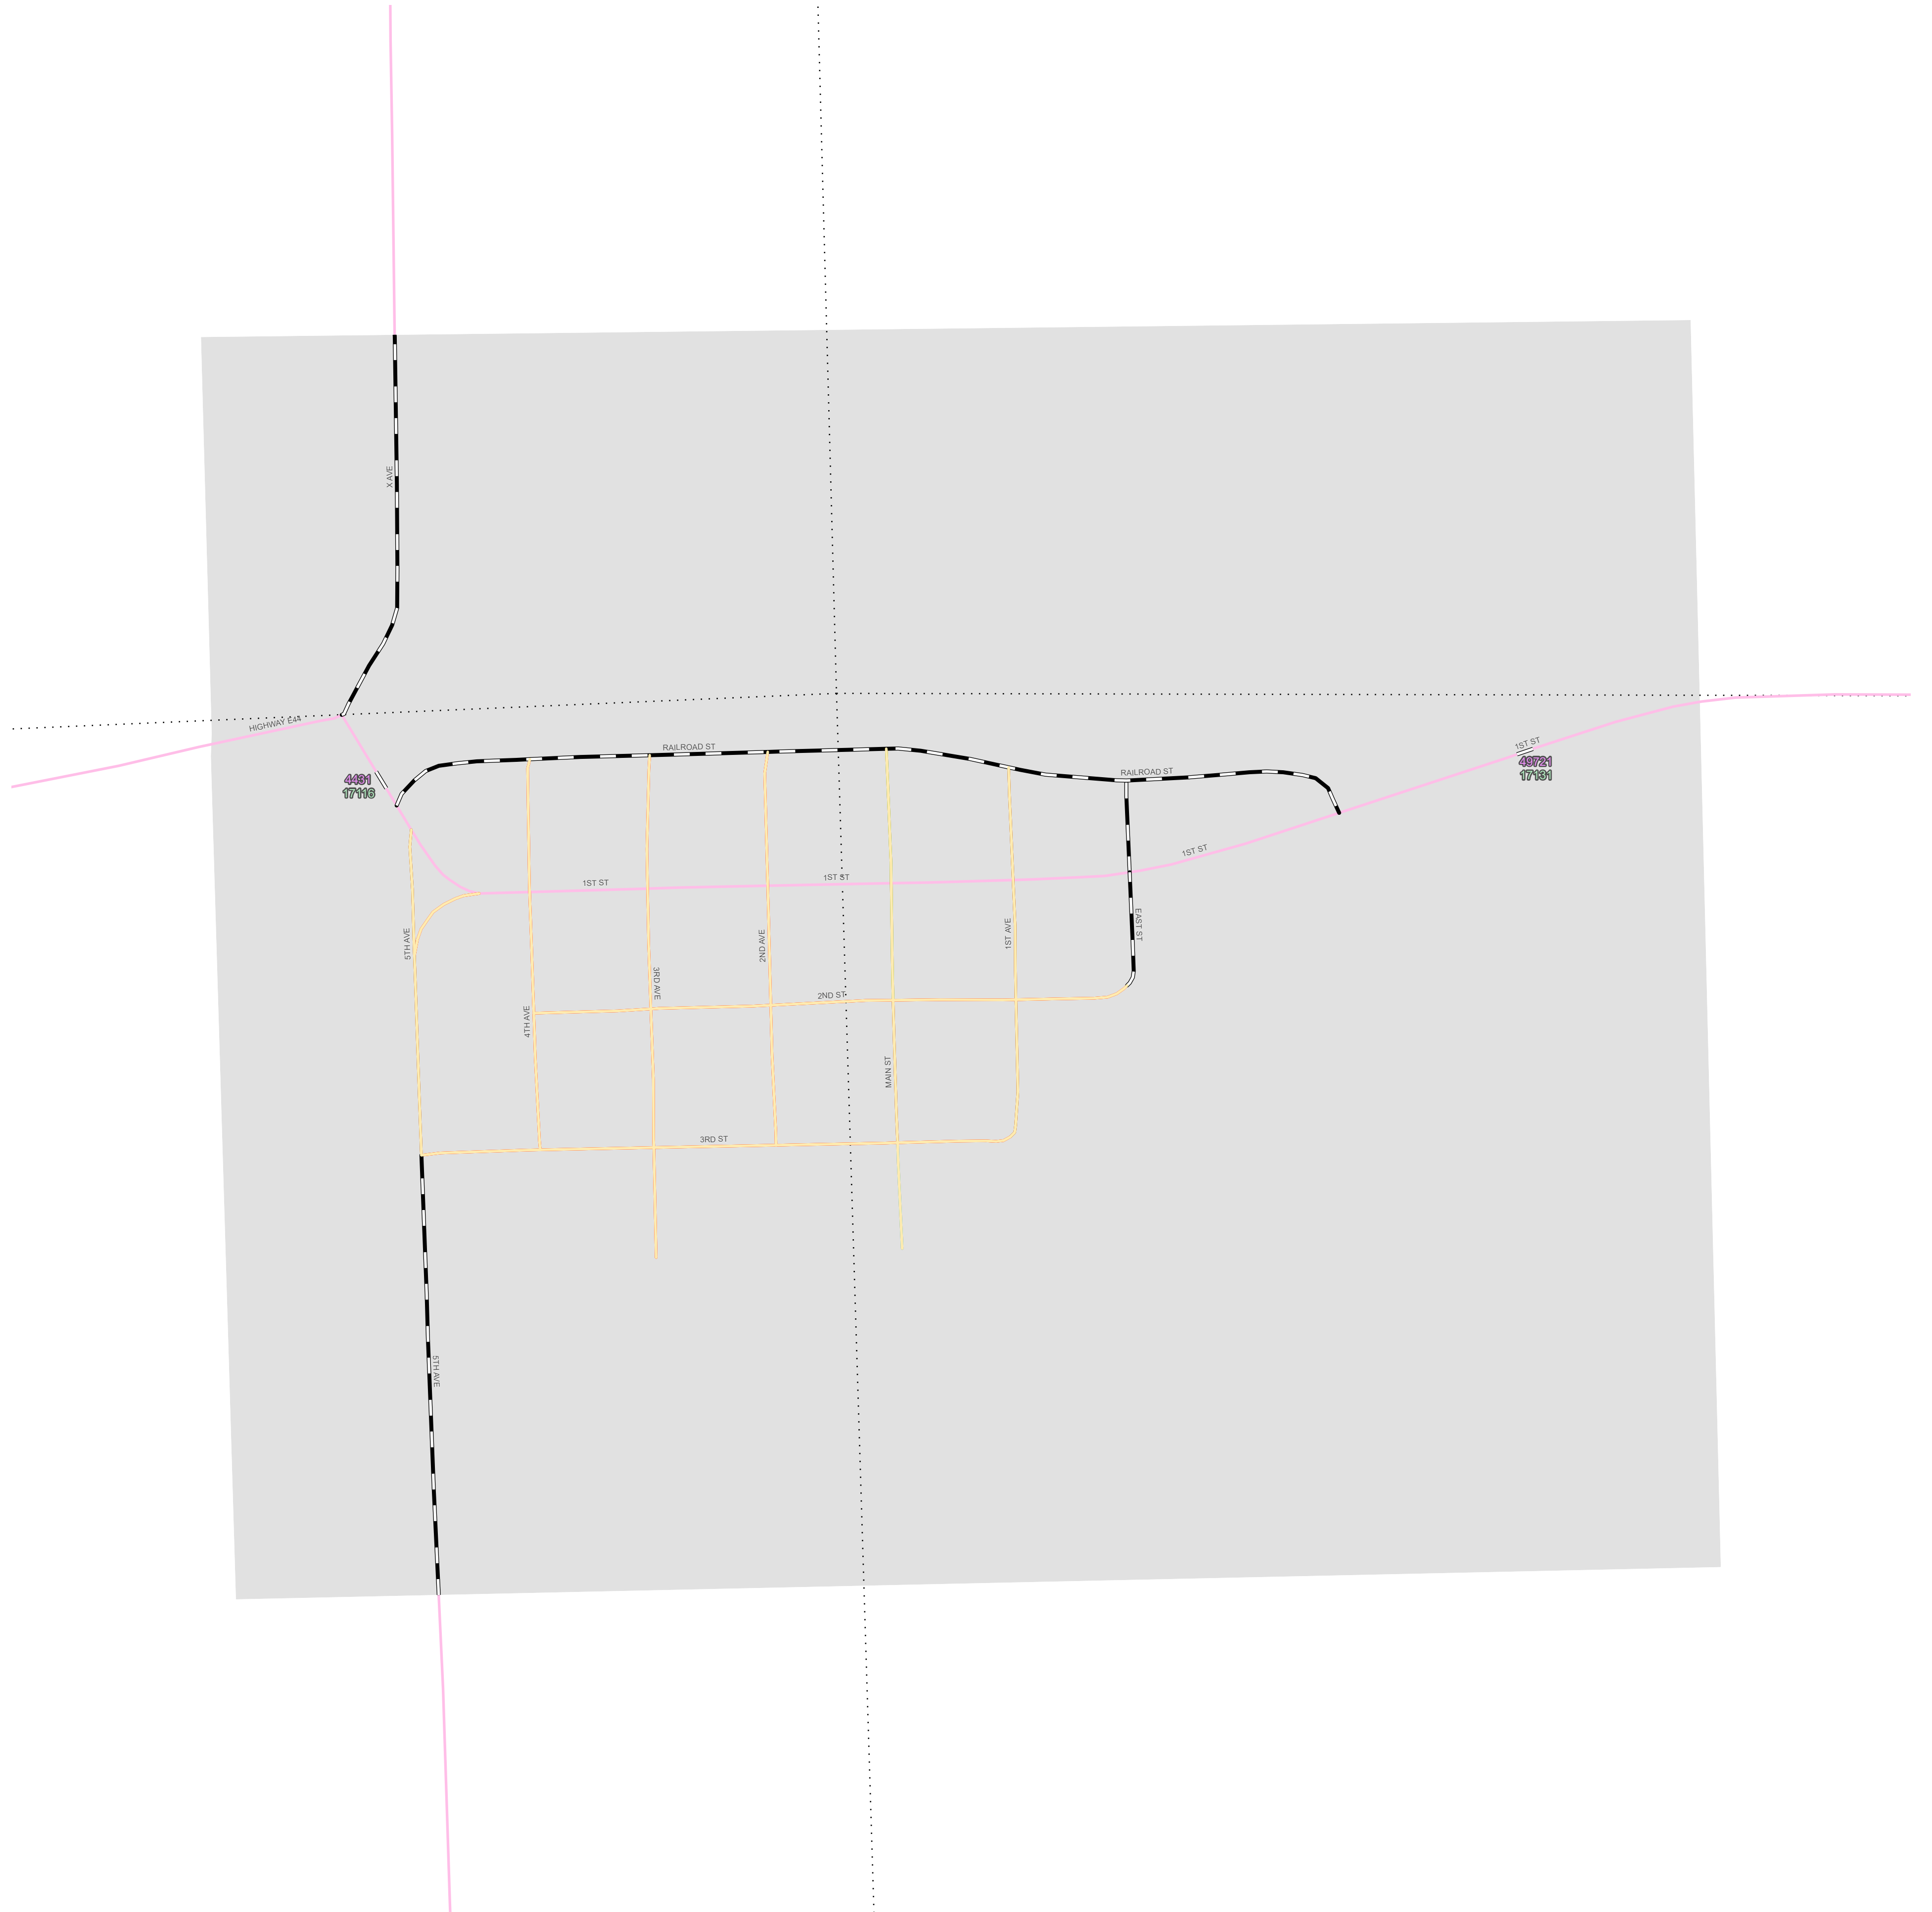 X AVE
HIGHWAY E44
RAILROAD ST
1ST ST
4431
17116
49721
17131
RAILROAD ST
1ST ST
1ST ST
1ST ST
5TH AVE
2ND AVE
1ST AVE
EAST ST
3RD AVE
2ND ST
4TH AVE
MAIN ST
3RD ST
5TH AVE